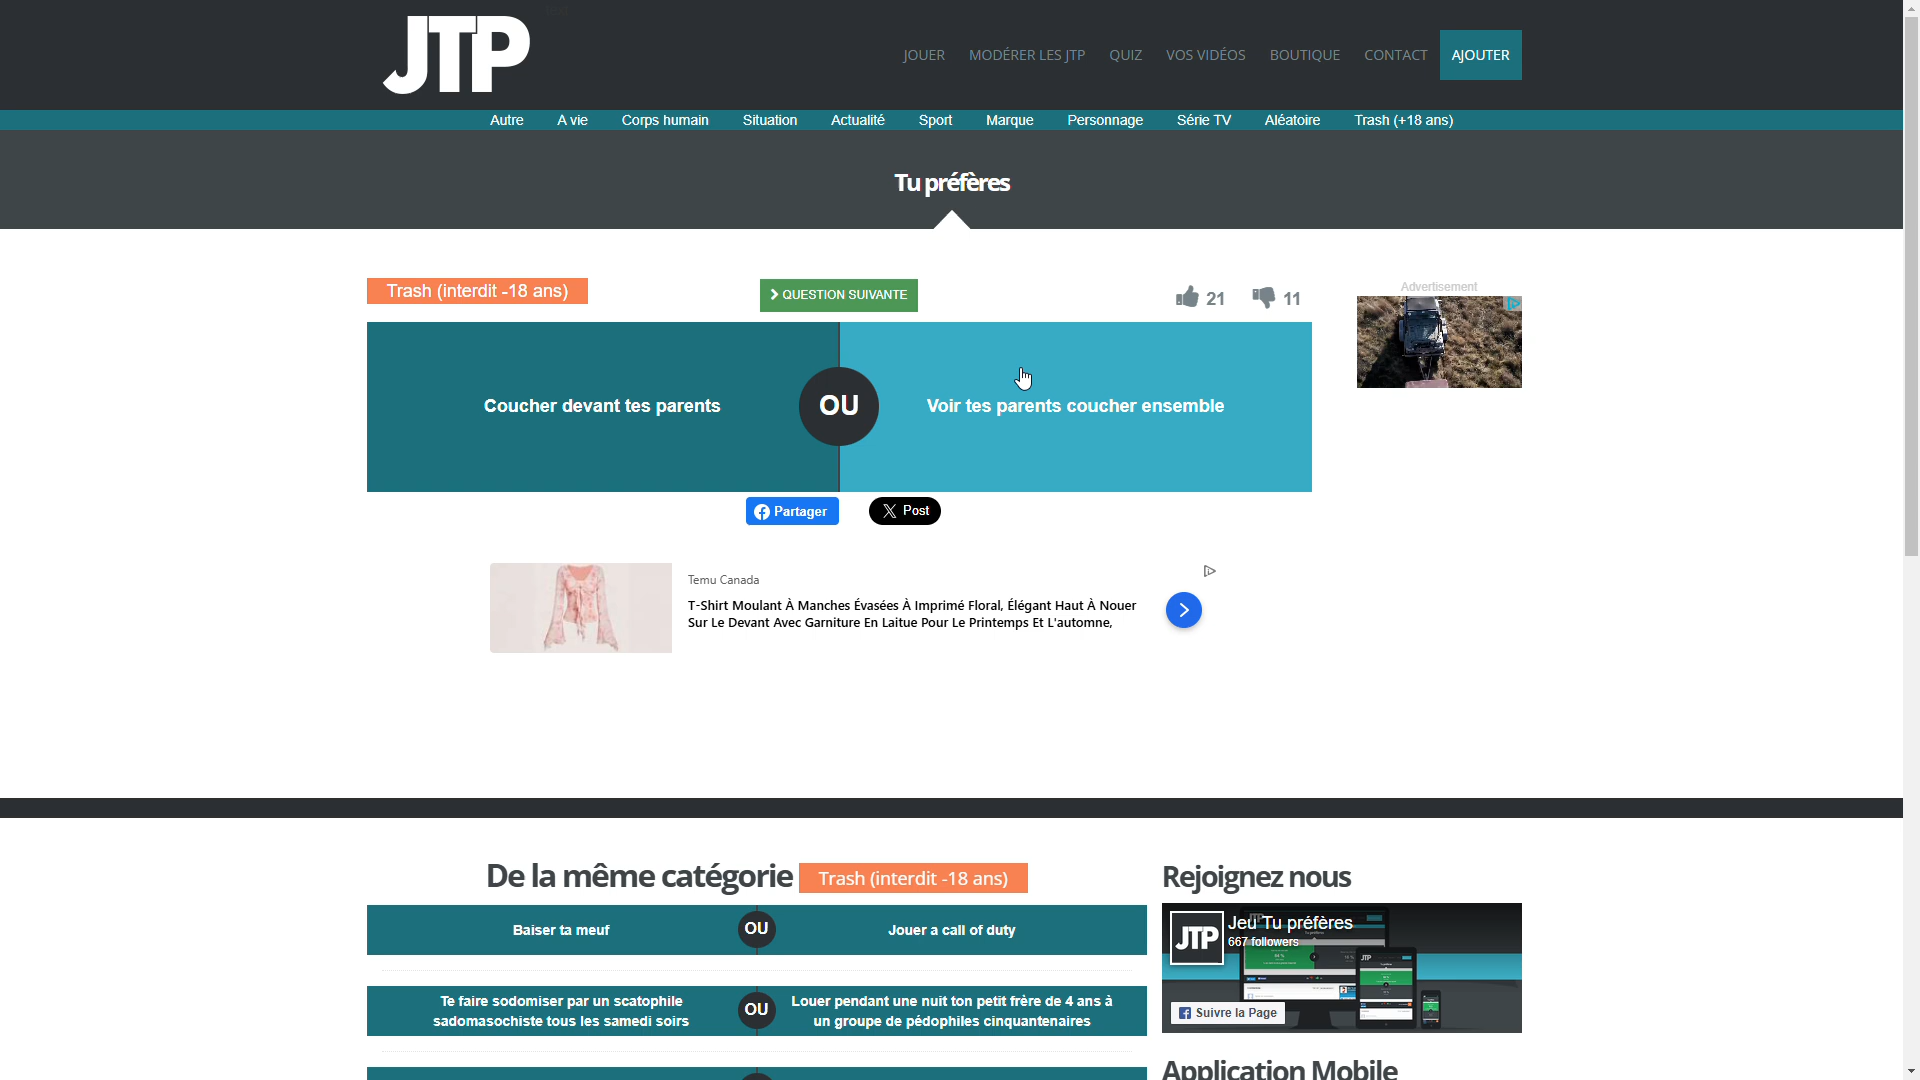 JTP
JOUER MODÉRER LES JTP QUIZ VOS VIDÉOS BOUTIQUE CONTACT AJOUTER
Autre A vie Corps humain Situation Actualité Sport Marque Personnage Série TV Aléatoire Trash (+18 ans)
Tu préfères
Trash (interdit -18 ans)
QUESTION SUIVANTE
21 11
Advertisement
Coucher devant tes parents OU Voir tes parents coucher ensemble
Partager Post
Temu Canada
T-Shirt Moulant À Manches Évasées À Imprimé Floral, Élégant Haut À Nouer
Sur Le Devant Avec Garniture En Laitue Pour Le Printemps Et L'automne,
De la même catégorie Trash (interdit -18 ans)
Baiser ta meuf OU Jouer a call of duty
Te faire sodomiser par un scatophile
sadomasochiste tous les samedi soirs
OU
Louer pendant une nuit ton petit frère de 4 ans à
un groupe de pédophiles cinquantenaires
Rejoignez nous
JTP
Jeu Tu préfères
667 followers
Suivre la Page
Application Mobile